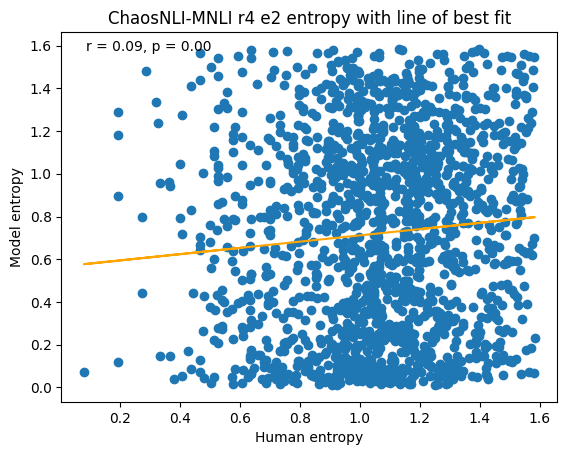 ChaosNLI-MNLI r4 e2 entropy with line of best fit
r = 0.09, p = 0.00
1.6
1.4
1.2
1.0
0.8
0.6
0.4
0.2
0.0
Model entropy
0.2 0.4 0.6 0.8 1.0 1.2 1.4 1.6
Human entropy